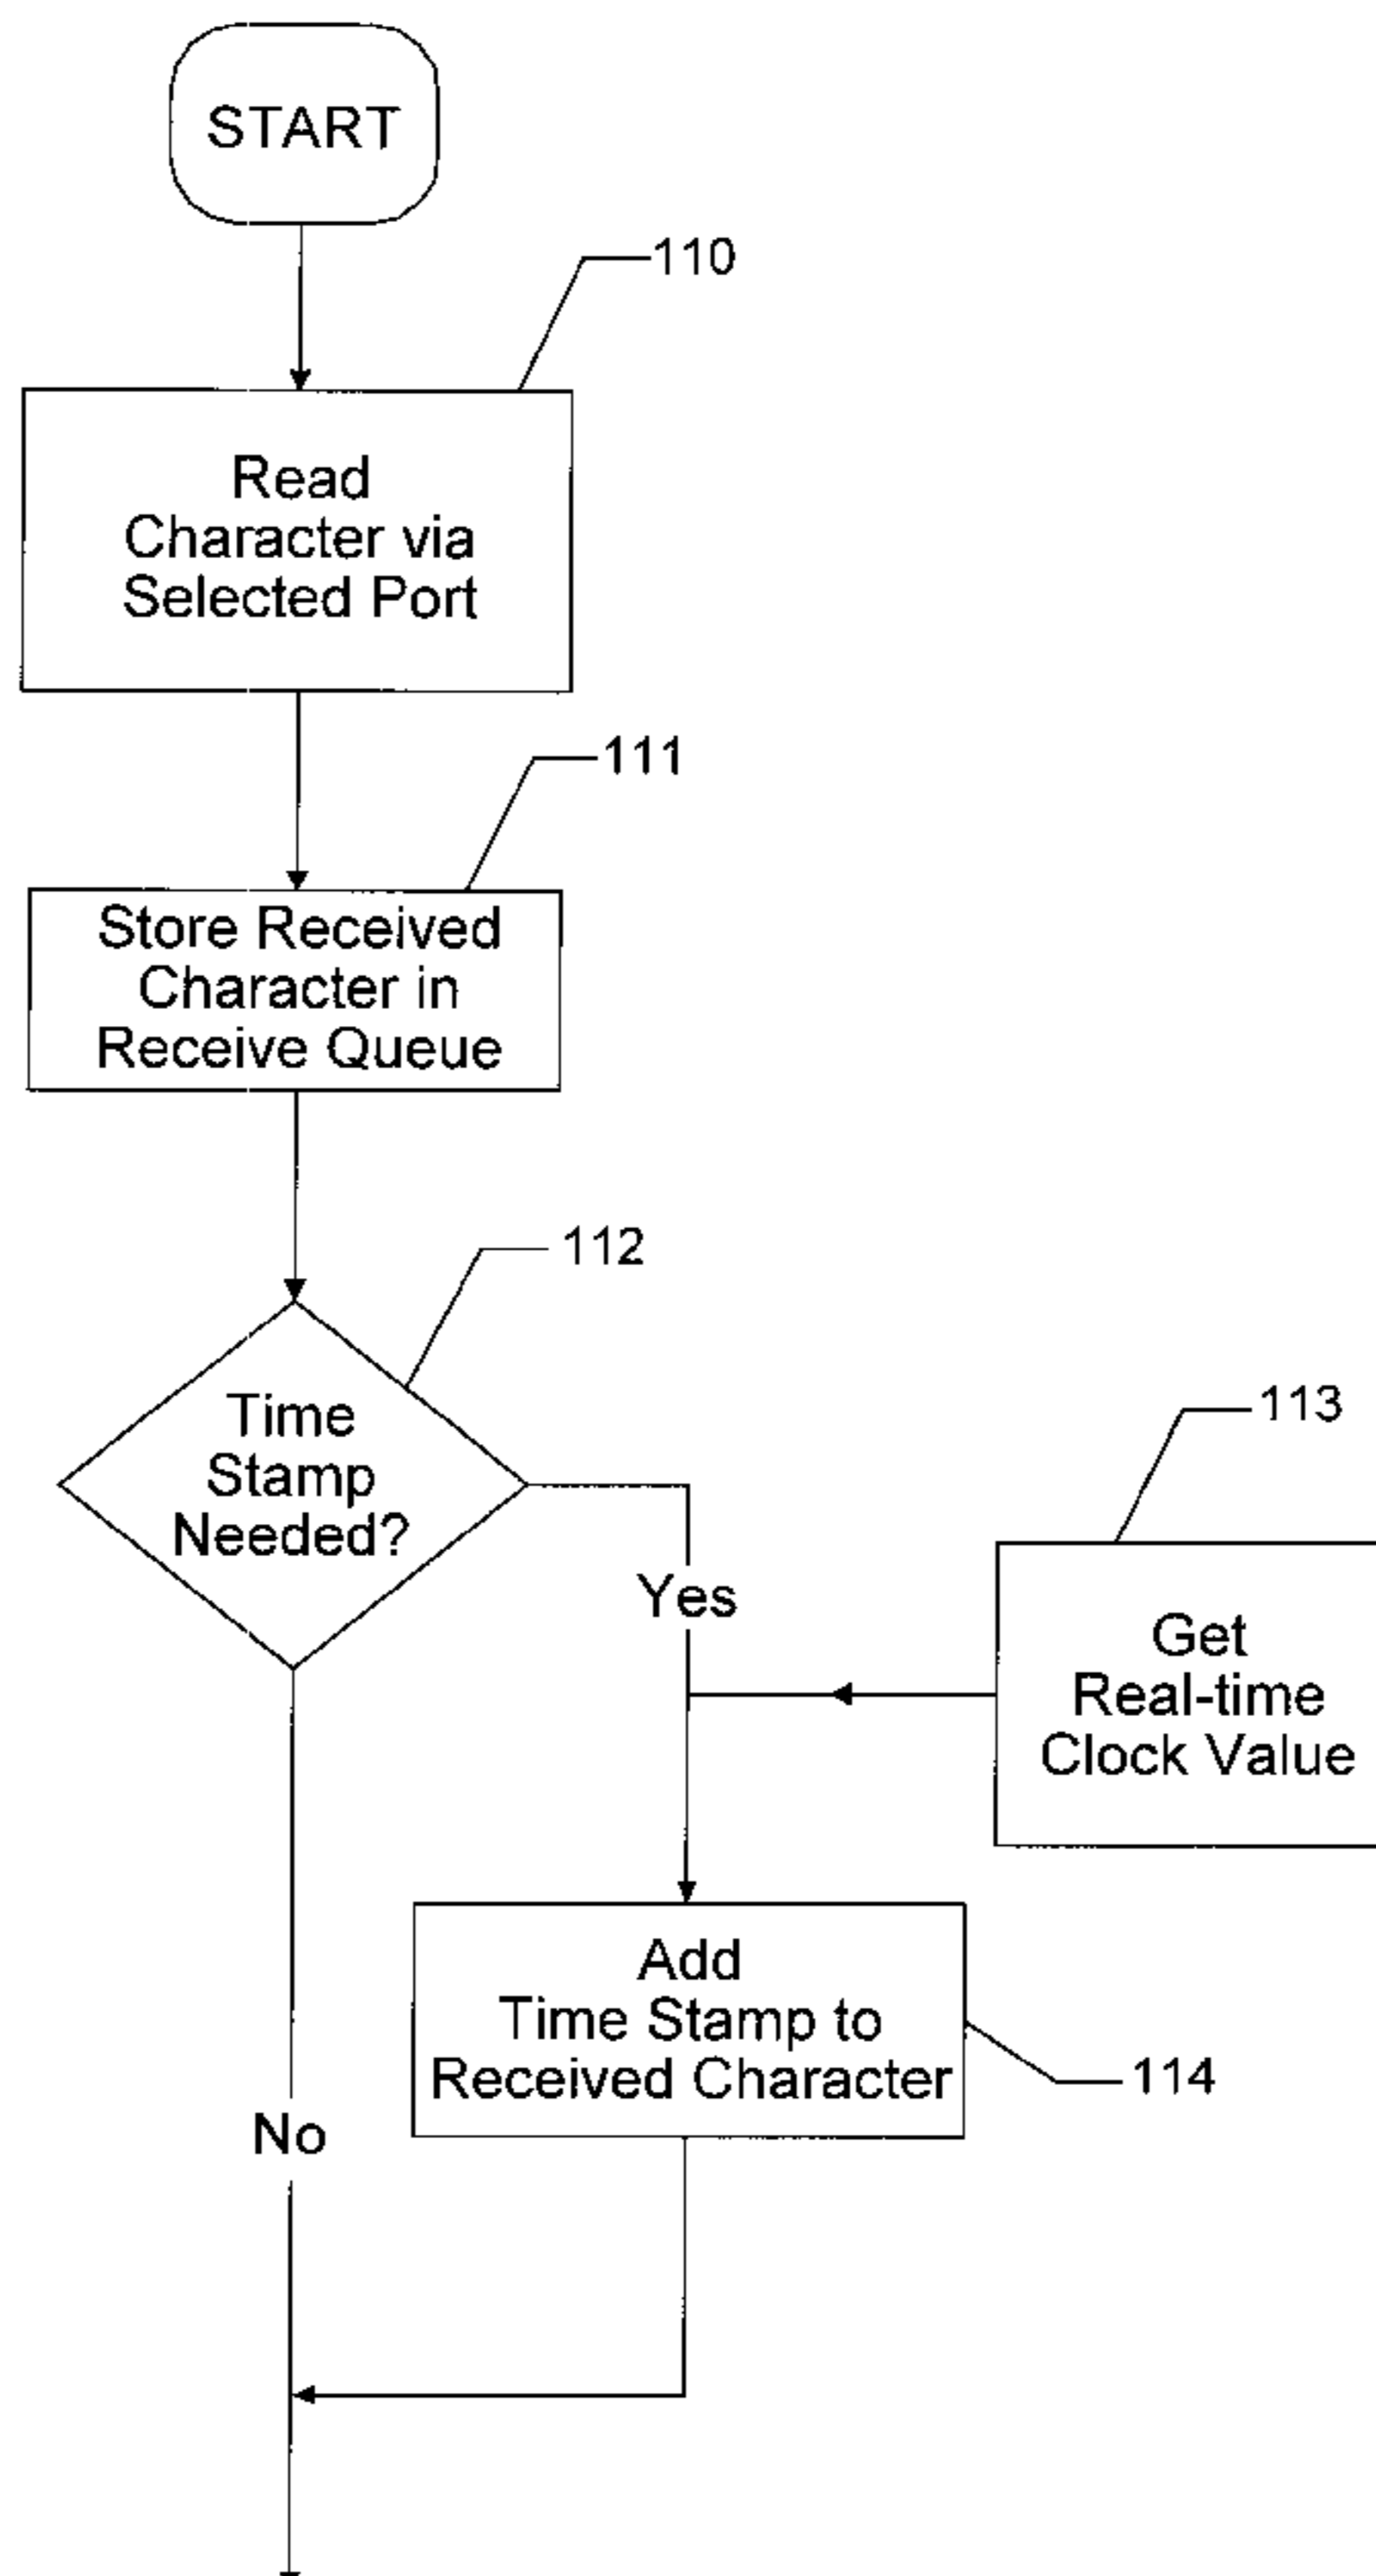 START
110
Read
Character via
Selected Port
111
Store Received
Character in
Receive Queue
112
Time
Stamp
Needed?
113
Yes
Get
Real-time
Clock Value
Add
Time Stamp to
Received Character
114
No